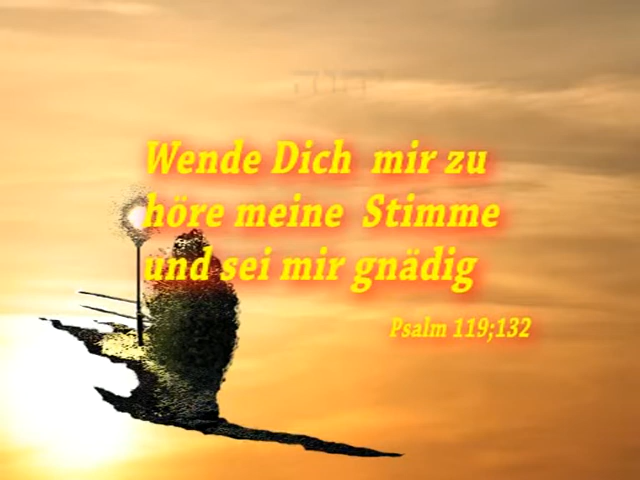 Wende Dich mir zu
höre meine Stimme
und sei mir gnädig
Psalm 119;132